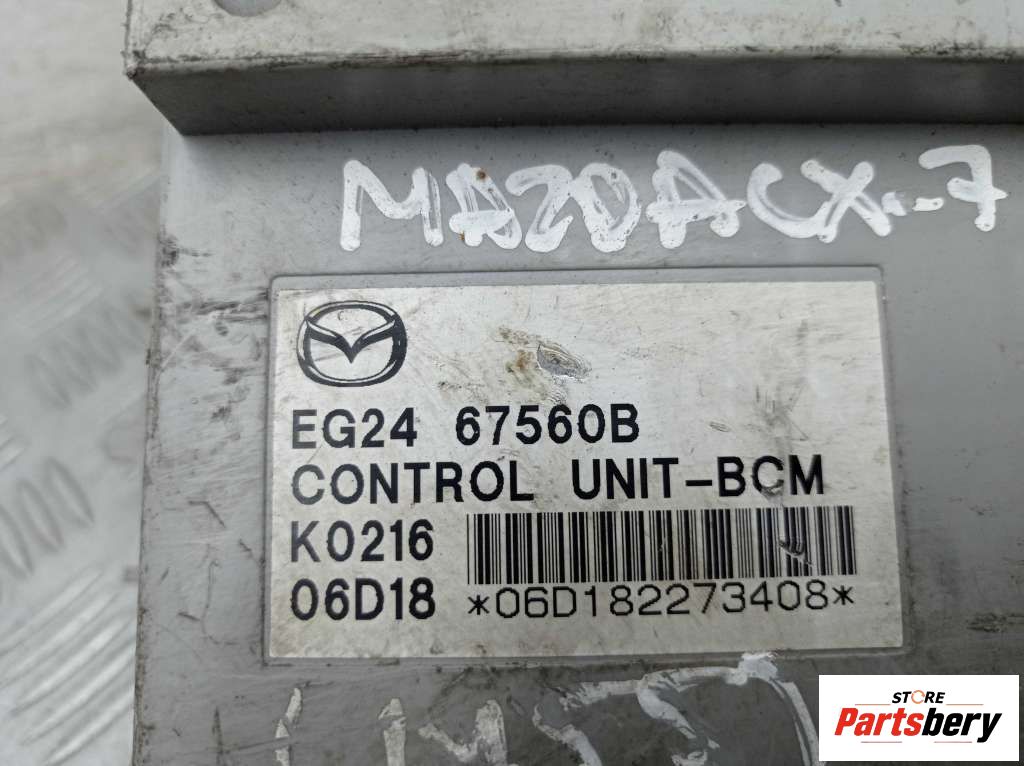 MAZDA CX-7
EG24 67560B
CONTROL UNIT-BCM
K0216
06D18 *06D182273408*
STORE
Partsbery